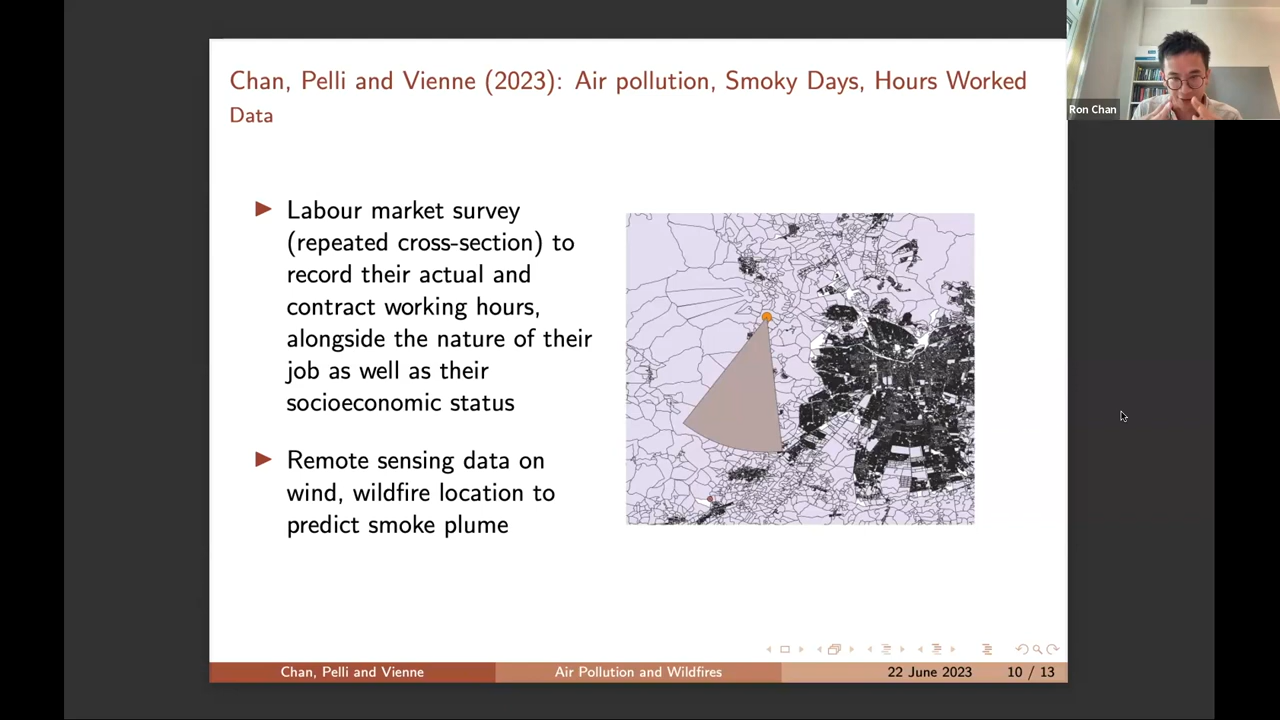 Chan, Pelli and Vienne (2023): Air pollution, Smoky Days, Hours Worked
Data
Ron Chan
Labour market survey
(repeated cross-section) to
record their actual and
contract working hours,
alongside the nature of their
job as well as their
socioeconomic status
Remote sensing data on
wind, wildfire location to
predict smoke plume
Chan, Pelli and Vienne
Air Pollution and Wildfires
22 June 2023
10 / 13